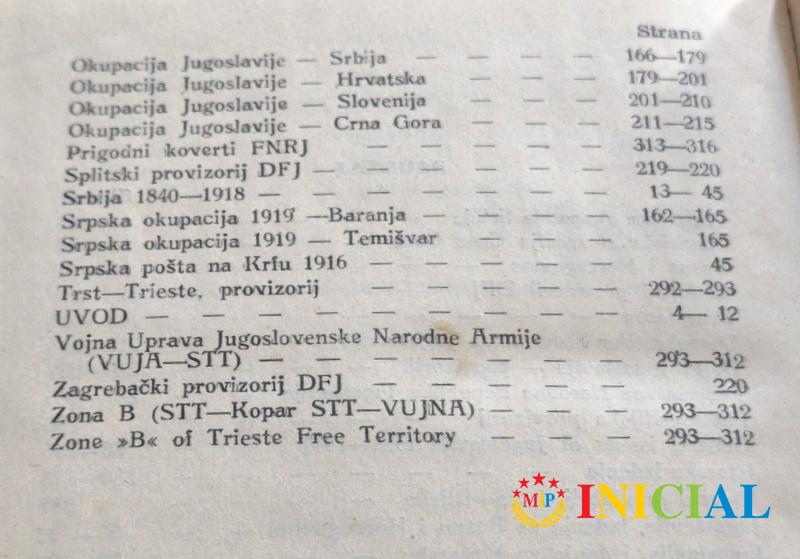 Strana
Okupacija Jugoslavije — Srbija — — — — — 166—179
Okupacija Jugoslavije — Hrvatska — — — — 179—201
Okupacija Jugoslavije — Slovenija — — — — 201—210
Okupacija Jugoslavije — Crna Gora — — — — 211—215
Prigodni koverti FNRJ — — — — — — 313—316
Splitski provizorij DFJ — — — — — — — 219—220
Srbija 1840—1918 — — — — — — — — 13— 45
Srpska okupacija 1919 —Baranja — — — — — 162—165
Srpska okupacija 1919 — Temišvar — — — — 165
Srpska pošta na Krfu 1916 — — — — — — 45
Trst—Trieste, provizorij — — — — — — 292—293
UVOD — — — — — — — — — — 4— 12
Vojna Uprava Jugoslovenske Narodne Armije
(VUJA—STT) — — — — — — — — 293—312
Zagrebački provizorij DFJ — — — — — — 220
Zona B (STT—Kopar STT—VUJNA) — — — — 293—312
Zone »B« of Trieste Free Territory — — — — 293—312
MIP INICIAL